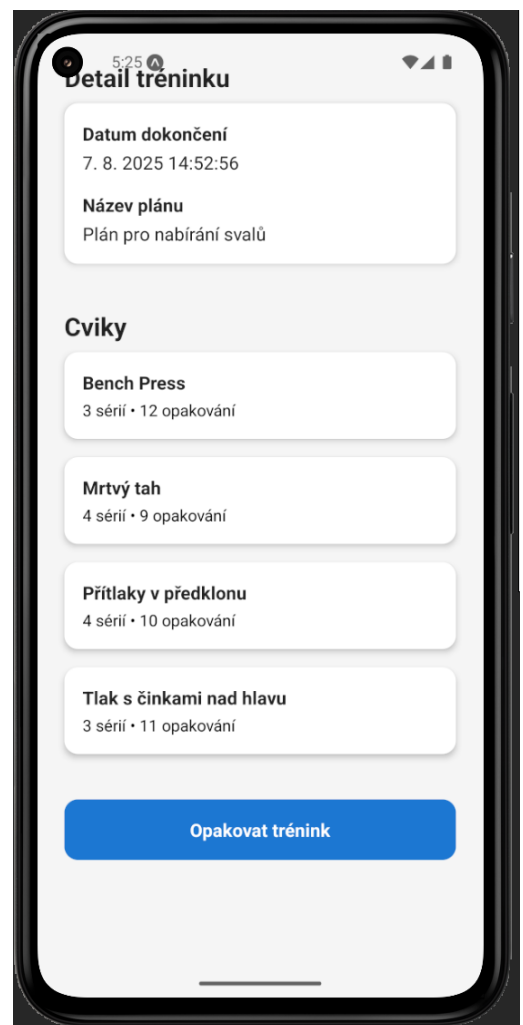 5:25
Detail tréninku
Datum dokončení
7. 8. 2025 14:52:56
Název plánu
Plán pro nabírání svalů
Cviky
Bench Press
3 sérií • 12 opakování
Mrtvý tah
4 sérií • 9 opakování
Přítlaky v předklonu
4 sérií • 10 opakování
Tlak s činkami nad hlavu
3 sérií • 11 opakování
Opakovat trénink